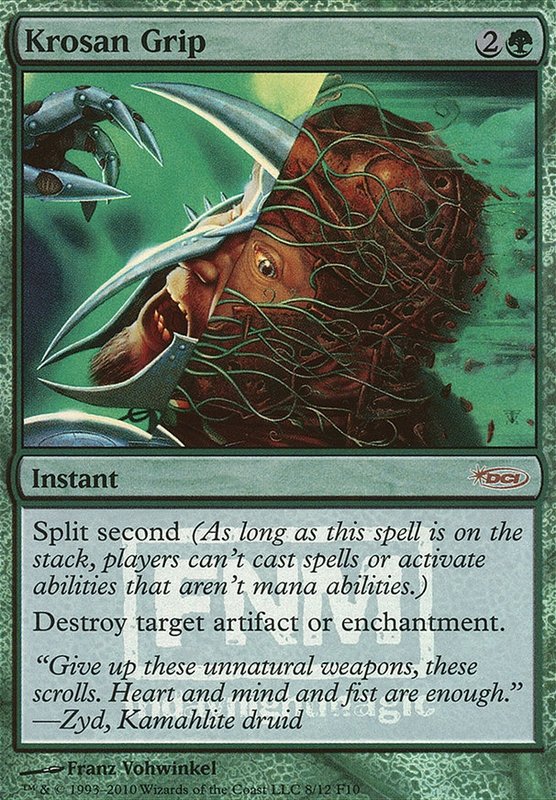 Krosan Grip 2
Instant DCI
Split second (As long as this spell is on the
stack, players can't cast spells or activate
abilities that aren't mana abilities.)
FNM
Destroy target artifact or enchantment.
"Give up these unnatural weapons, these
scrolls. Heart and mind and fist are enough."
—Zyd, Kamahlite druid
Franz Vohwinkel
™ & © 1993–2010 Wizards of the Coast LLC 8/12 F10